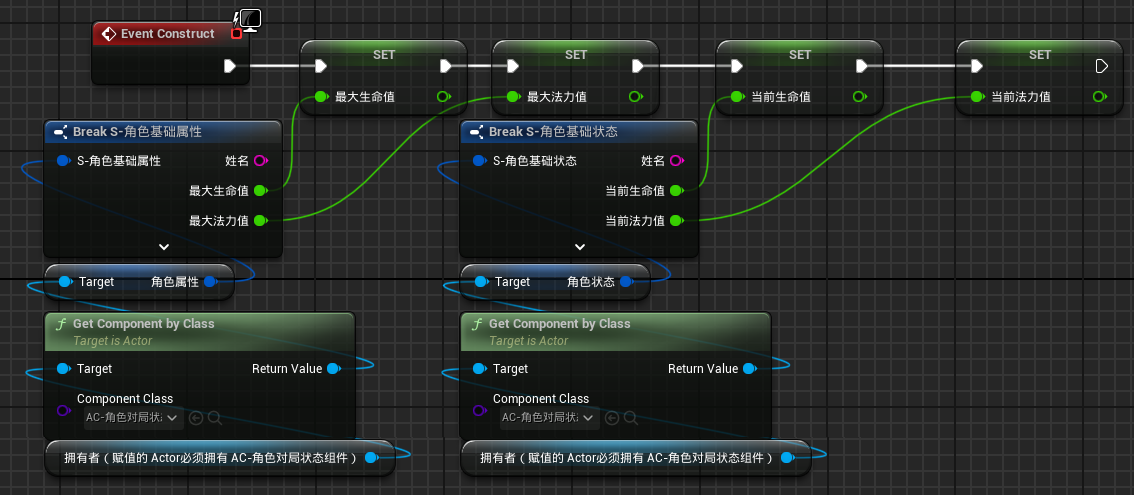 Event Construct
SET
SET
SET
SET
最大生命值
最大法力值
当前生命值
当前法力值
Break S-角色基础属性
S-角色基础属性
姓名
最大生命值
最大法力值
Break S-角色基础状态
S-角色基础状态
姓名
当前生命值
当前法力值
Target
角色属性
Target
角色状态
Get Component by Class
Target is Actor
Target
Return Value
Component Class
AC-角色对局状
Get Component by Class
Target is Actor
Target
Return Value
Component Class
AC-角色对局状
拥有者（赋值的 Actor必须拥有 AC-角色对局状态组件）
拥有者（赋值的 Actor必须拥有 AC-角色对局状态组件）